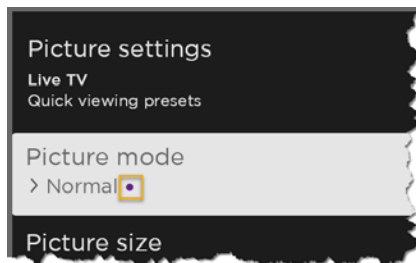 Picture settings
Live TV
Quick viewing presets
Picture mode
> Normal •
Picture size